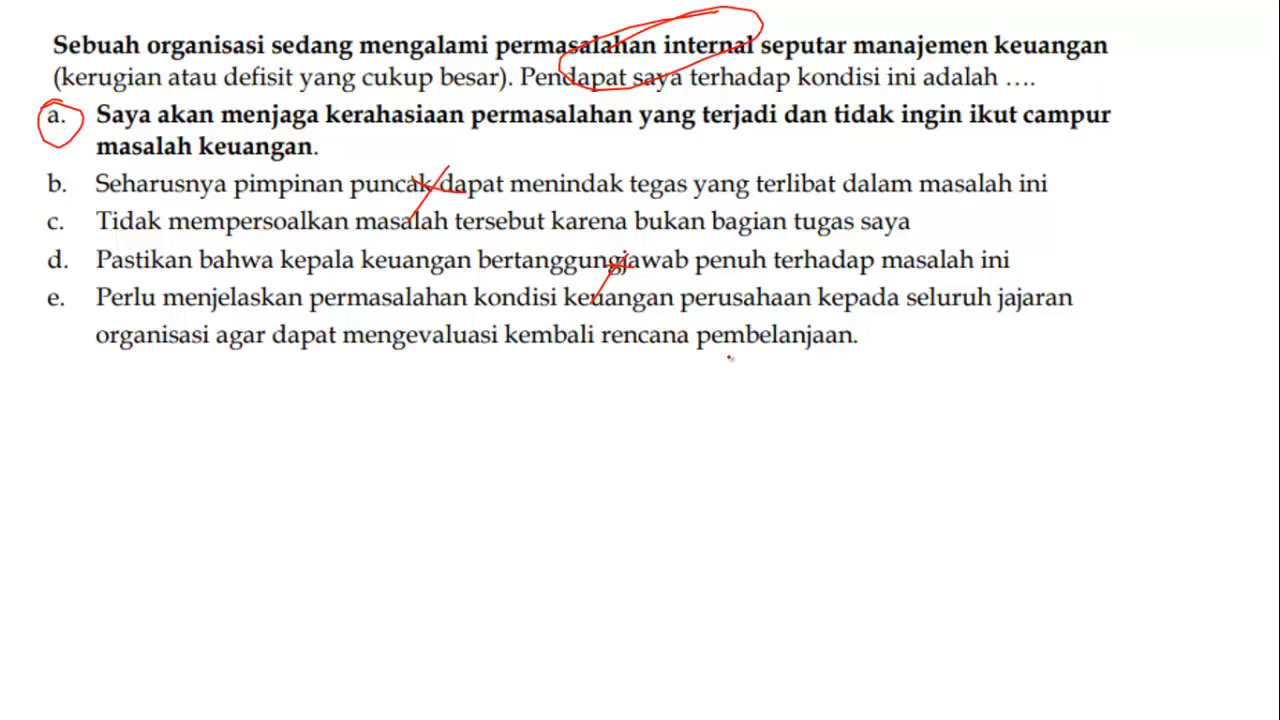 Sebuah organisasi sedang mengalami permasalahan internal seputar manajemen keuangan
(kerugian atau defisit yang cukup besar). Pendapat saya terhadap kondisi ini adalah ….
a. Saya akan menjaga kerahasiaan permasalahan yang terjadi dan tidak ingin ikut campur
masalah keuangan.
b. Seharusnya pimpinan puncak dapat menindak tegas yang terlibat dalam masalah ini
c. Tidak mempersoalkan masalah tersebut karena bukan bagian tugas saya
d. Pastikan bahwa kepala keuangan bertanggungjawab penuh terhadap masalah ini
e. Perlu menjelaskan permasalahan kondisi keuangan perusahaan kepada seluruh jajaran
organisasi agar dapat mengevaluasi kembali rencana pembelanjaan.